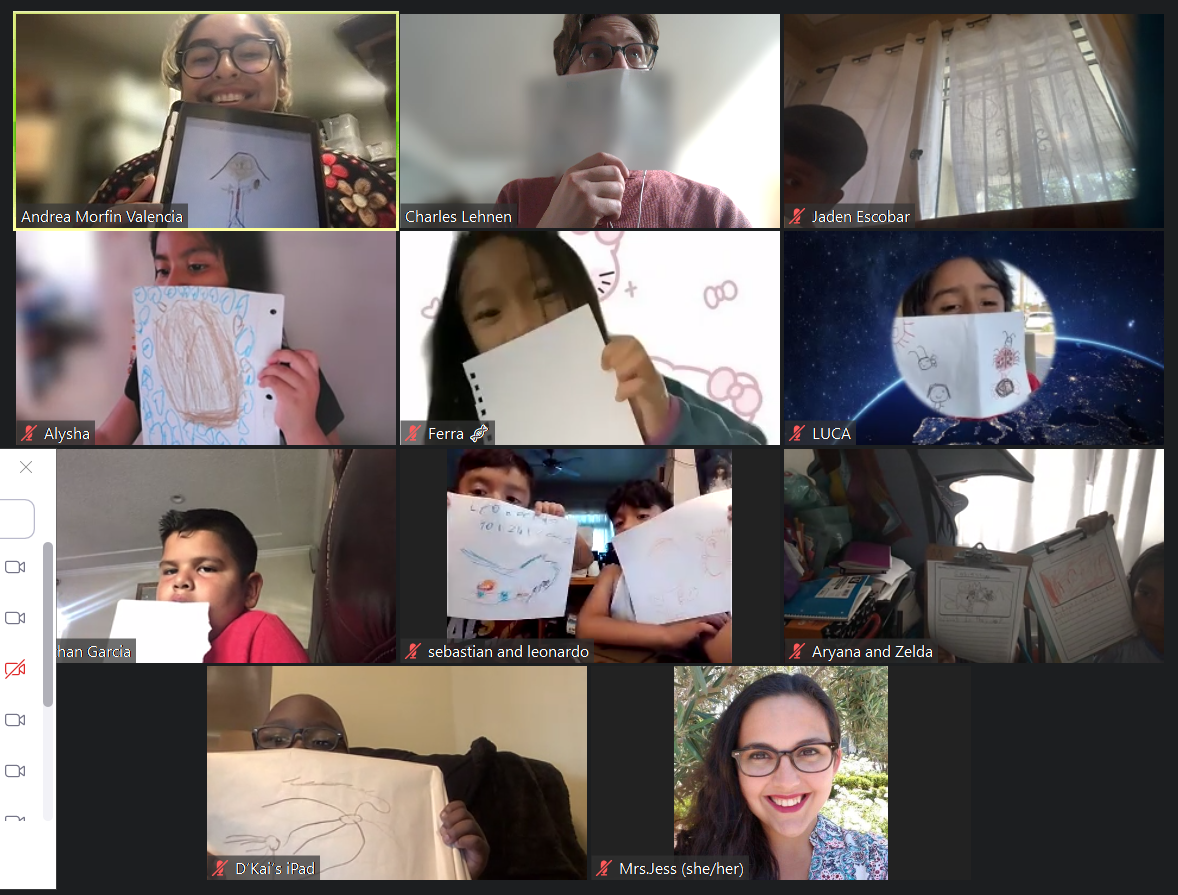 Andrea Morfin Valencia
Charles Lehnen
Jaden Escobar
Alysha
Ferra
LUCA
han Garcia
sebastian and leonardo
Aryana and Zelda
D'Kai's iPad
Mrs.Jess (she/her)